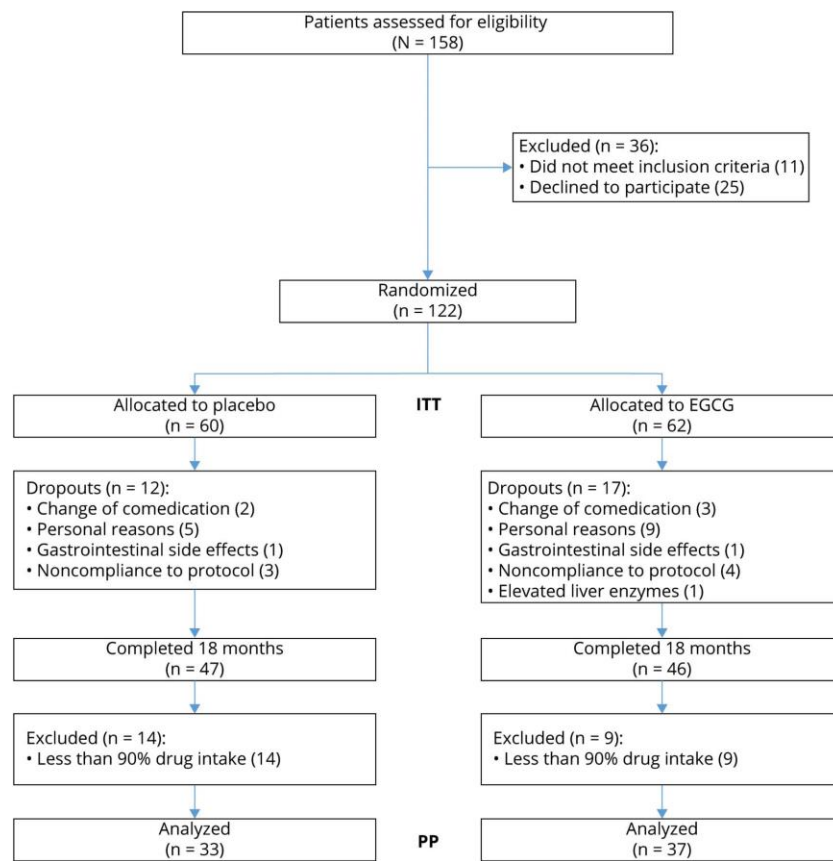 Patients assessed for eligibility
(N = 158)
Excluded (n = 36):
• Did not meet inclusion criteria (11)
• Declined to participate (25)
Randomized
(n = 122)
Allocated to placebo
(n = 60)
ITT
Allocated to EGCG
(n = 62)
Dropouts (n = 12):
• Change of comedication (2)
• Personal reasons (5)
• Gastrointestinal side effects (1)
• Noncompliance to protocol (3)
Dropouts (n = 17):
• Change of comedication (3)
• Personal reasons (9)
• Gastrointestinal side effects (1)
• Noncompliance to protocol (4)
• Elevated liver enzymes (1)
Completed 18 months
(n = 47)
Completed 18 months
(n = 46)
Excluded (n = 14):
• Less than 90% drug intake (14)
Excluded (n = 9):
• Less than 90% drug intake (9)
Analyzed
(n = 33)
PP
Analyzed
(n = 37)